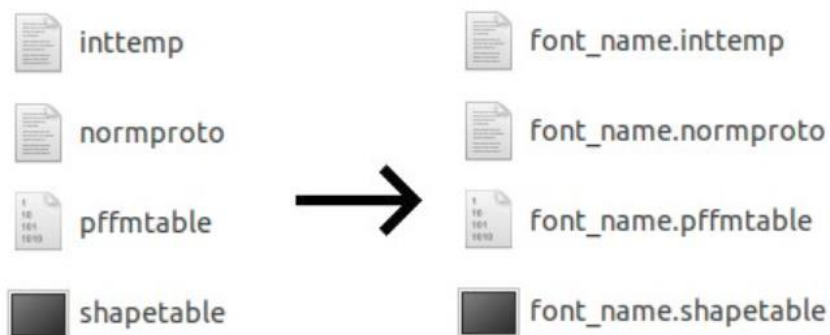 inttemp font_name.inttemp
normproto font_name.normproto
pffmtable font_name.pffmtable
shapetable font_name.shapetable